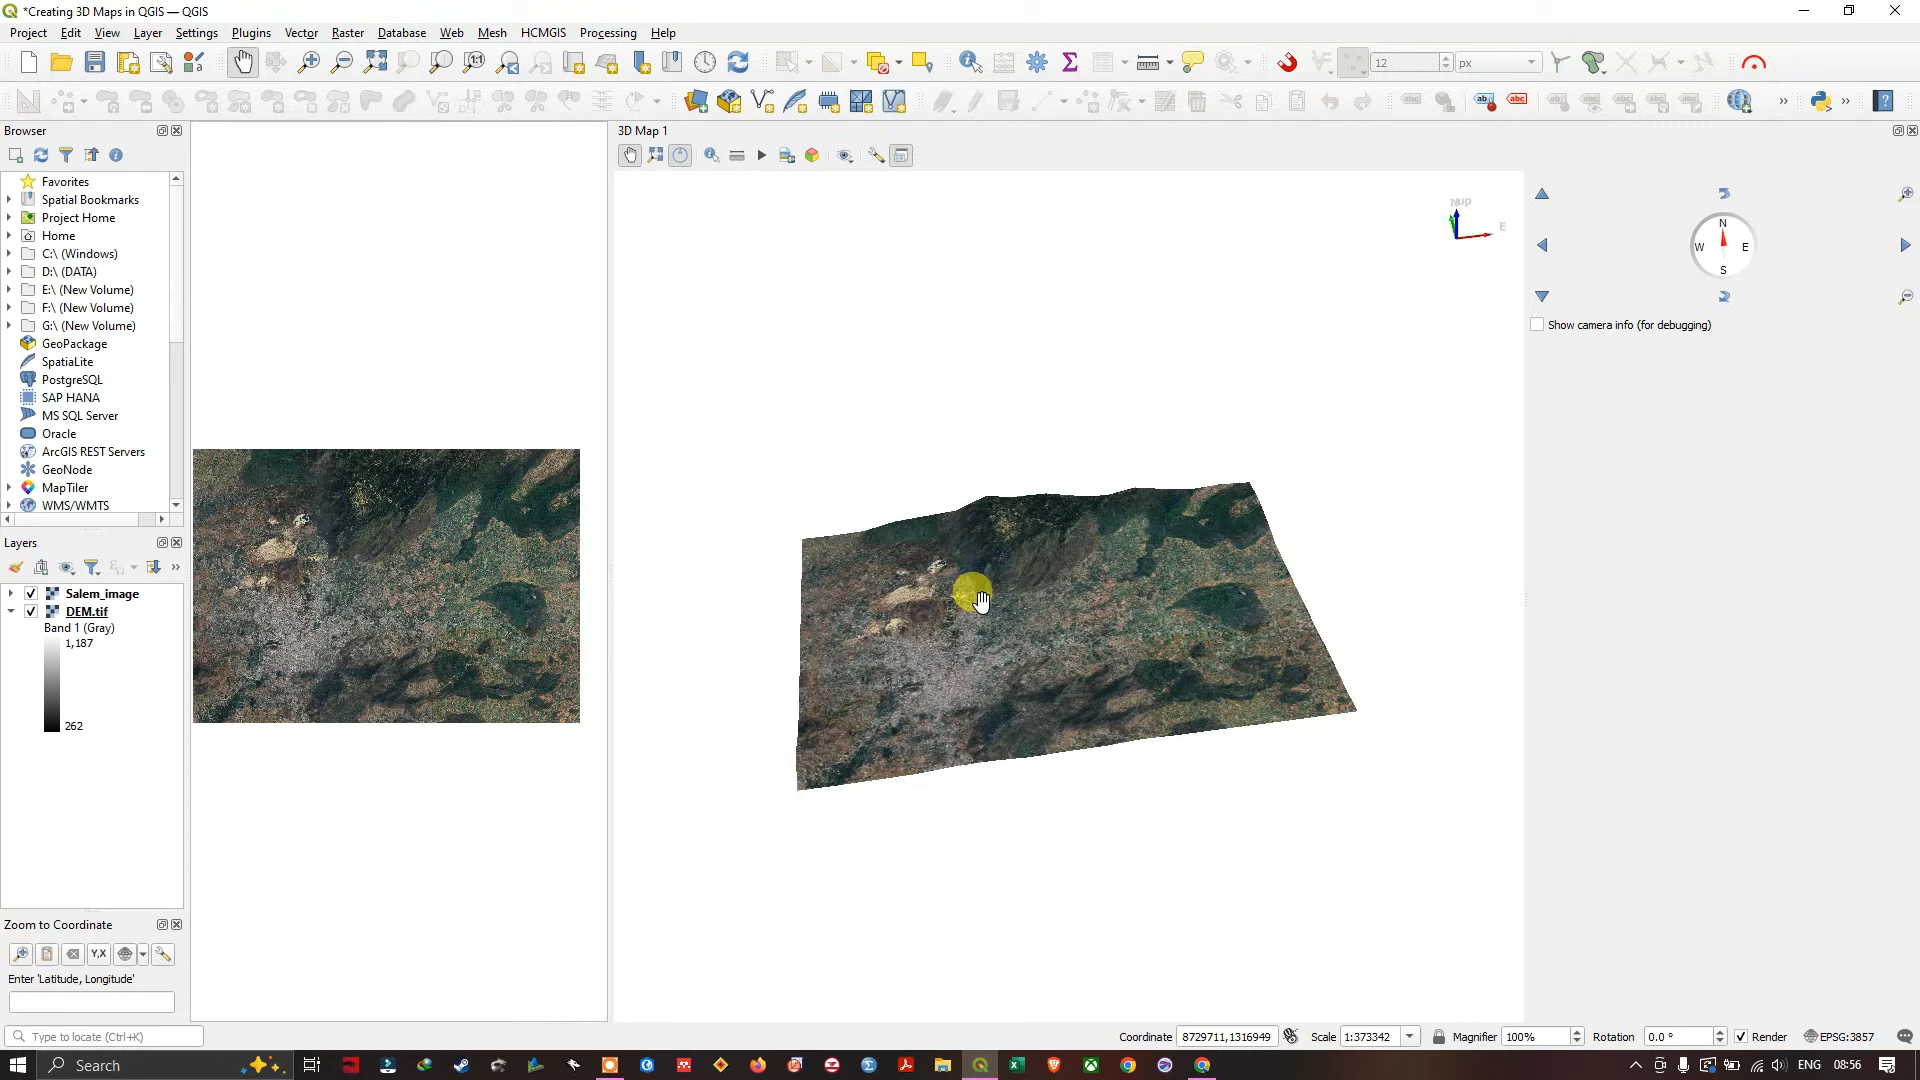 *Creating 3D Maps in QGIS — QGIS
Project Edit View Layer Settings Plugins Vector Raster Database Web Mesh HCMGIS Processing Help
12 px
Browser
Favorites
Spatial Bookmarks
Project Home
Home
C:\ (Windows)
D:\ (DATA)
E:\ (New Volume)
F:\ (New Volume)
G:\ (New Volume)
GeoPackage
SpatiaLite
PostgreSQL
SAP HANA
MS SQL Server
Oracle
ArcGIS REST Servers
GeoNode
MapTiler
WMS/WMTS
Layers
Salem_image
DEM.tif
Band 1 (Gray)
1,187
262
Zoom to Coordinate
Y,X
Enter 'Latitude, Longitude'
Type to locate (Ctrl+K)
3D Map 1
E
N
W E
S
Show camera info (for debugging)
Coordinate 8729711,1316949 Scale 1:373342 Magnifier 100% Rotation 0.0 ° Render EPSG:3857
Search
ENG 08:56